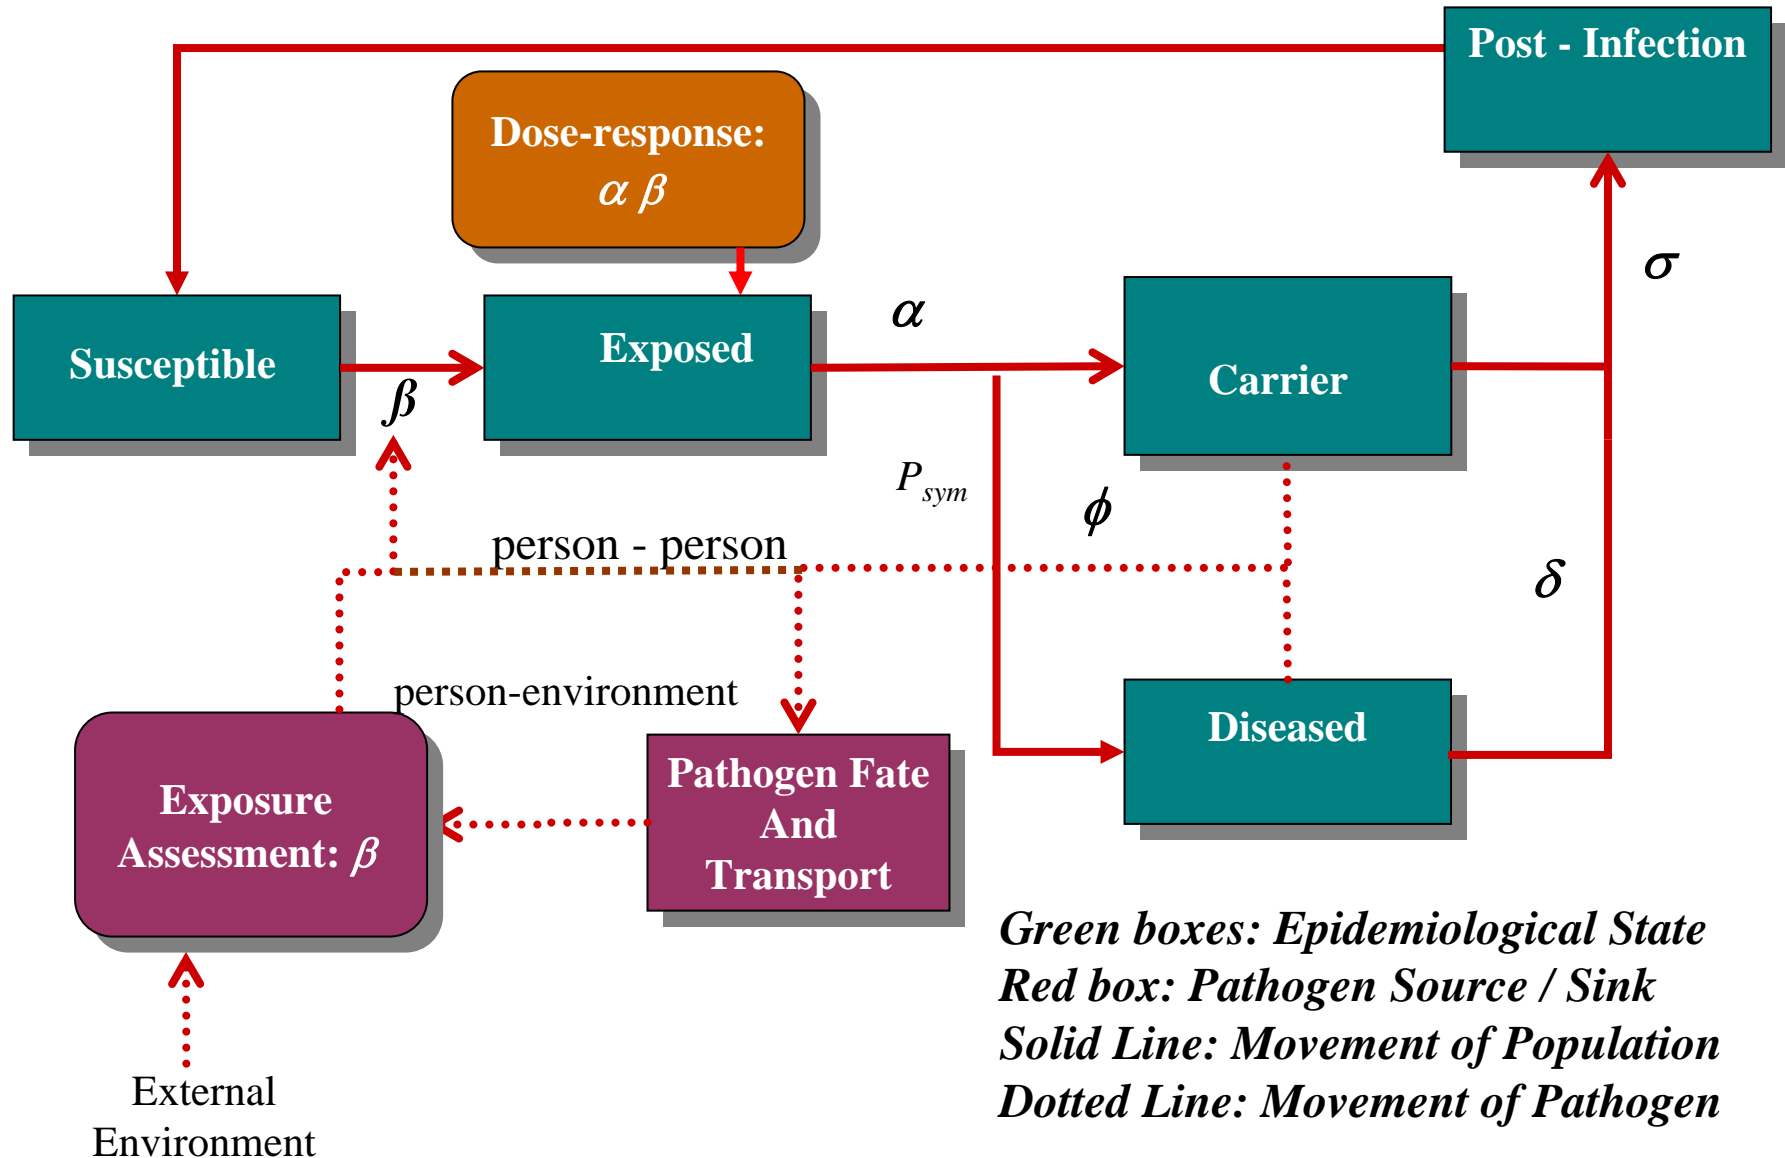 Post - Infection
Dose-response:
α β
σ
α
Susceptible
Exposed
Carrier
β
P_sym
ϕ
person - person
δ
person-environment
Diseased
Pathogen Fate
And
Transport
Exposure
Assessment: β
Green boxes: Epidemiological State
Red box: Pathogen Source / Sink
Solid Line: Movement of Population
Dotted Line: Movement of Pathogen
External
Environment